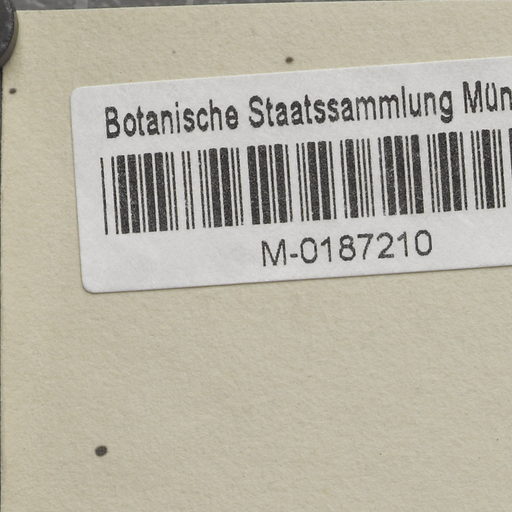 Botanische Staatssammlung Mün
M-0187210